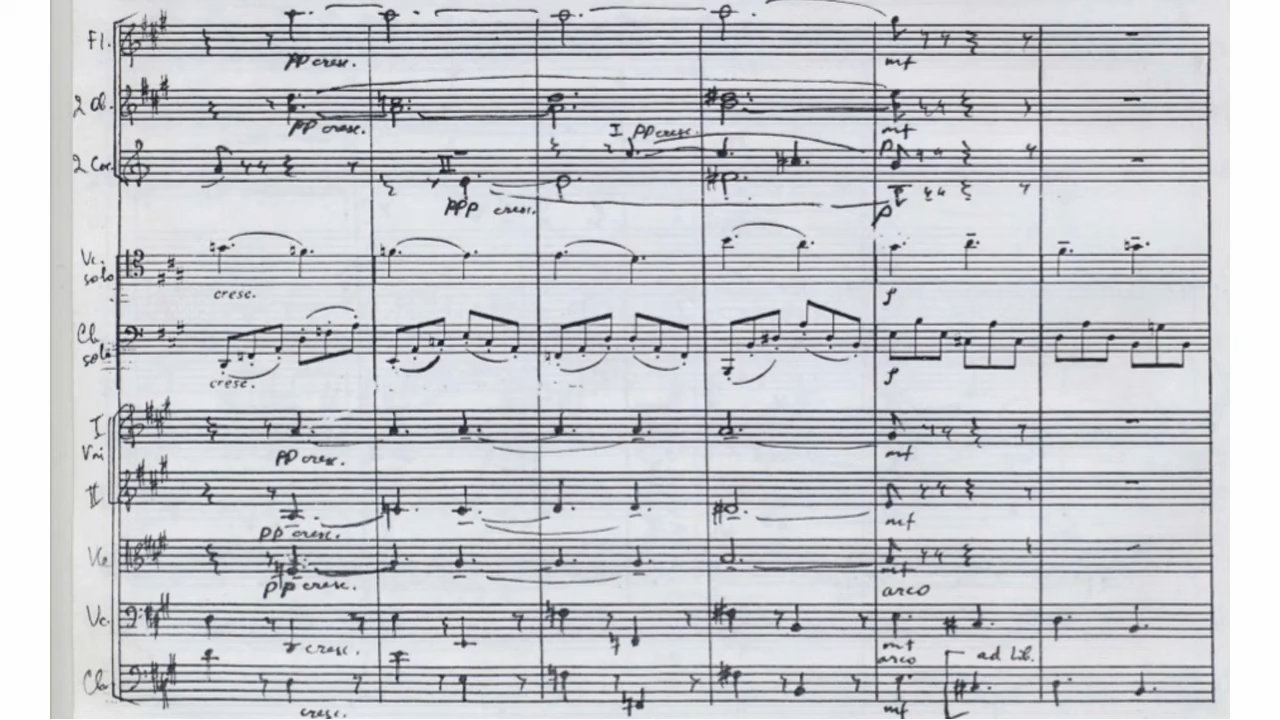 Fl.
pp cresc.
mf
2 Ob.
pp cresc.
mf
I pp cresc.
p
2 Cor.
II
ppp cresc.
p
Vc. solo
cresc.
f
Cb. solo
cresc.
f
I
Vni
pp cresc.
mf
II
pp cresc.
mf
Vle
pp cresc.
mf
arco
Vc.
cresc.
mf
arco
ad lib.
Cb.
cresc.
mf